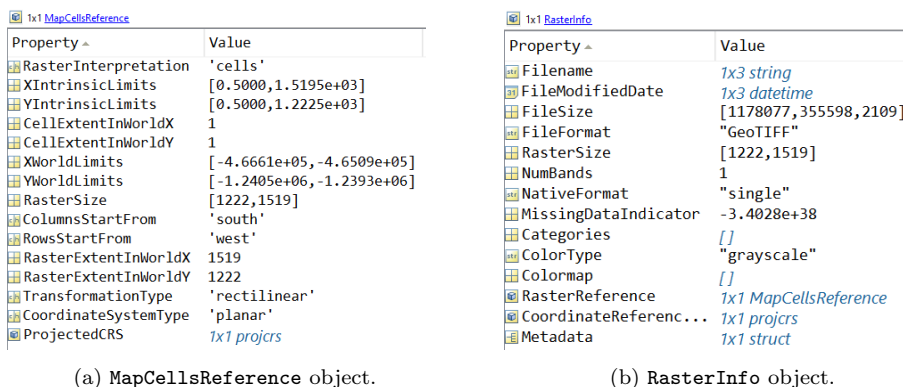 1x1 MapCellsReference
Property Value
RasterInterpretation 'cells'
XIntrinsicLimits [0.5000,1.5195e+03]
YIntrinsicLimits [0.5000,1.2225e+03]
CellExtentInWorldX 1
CellExtentInWorldY 1
XWorldLimits [-4.6661e+05,-4.6509e+05]
YWorldLimits [-1.2405e+06,-1.2393e+06]
RasterSize [1222,1519]
ColumnsStartFrom 'south'
RowsStartFrom 'west'
RasterExtentInWorldX 1519
RasterExtentInWorldY 1222
TransformationType 'rectilinear'
CoordinateSystemType 'planar'
ProjectedCRS 1x1 projcrs
(a) MapCellsReference object.
1x1 RasterInfo
Property Value
Filename 1x3 string
FileModifiedDate 1x3 datetime
FileSize [1178077,355598,2109]
FileFormat "GeoTIFF"
RasterSize [1222,1519]
NumBands 1
NativeFormat "single"
MissingDataIndicator -3.4028e+38
Categories []
ColorType "grayscale"
Colormap []
RasterReference 1x1 MapCellsReference
CoordinateReferenc... 1x1 projcrs
Metadata 1x1 struct
(b) RasterInfo object.